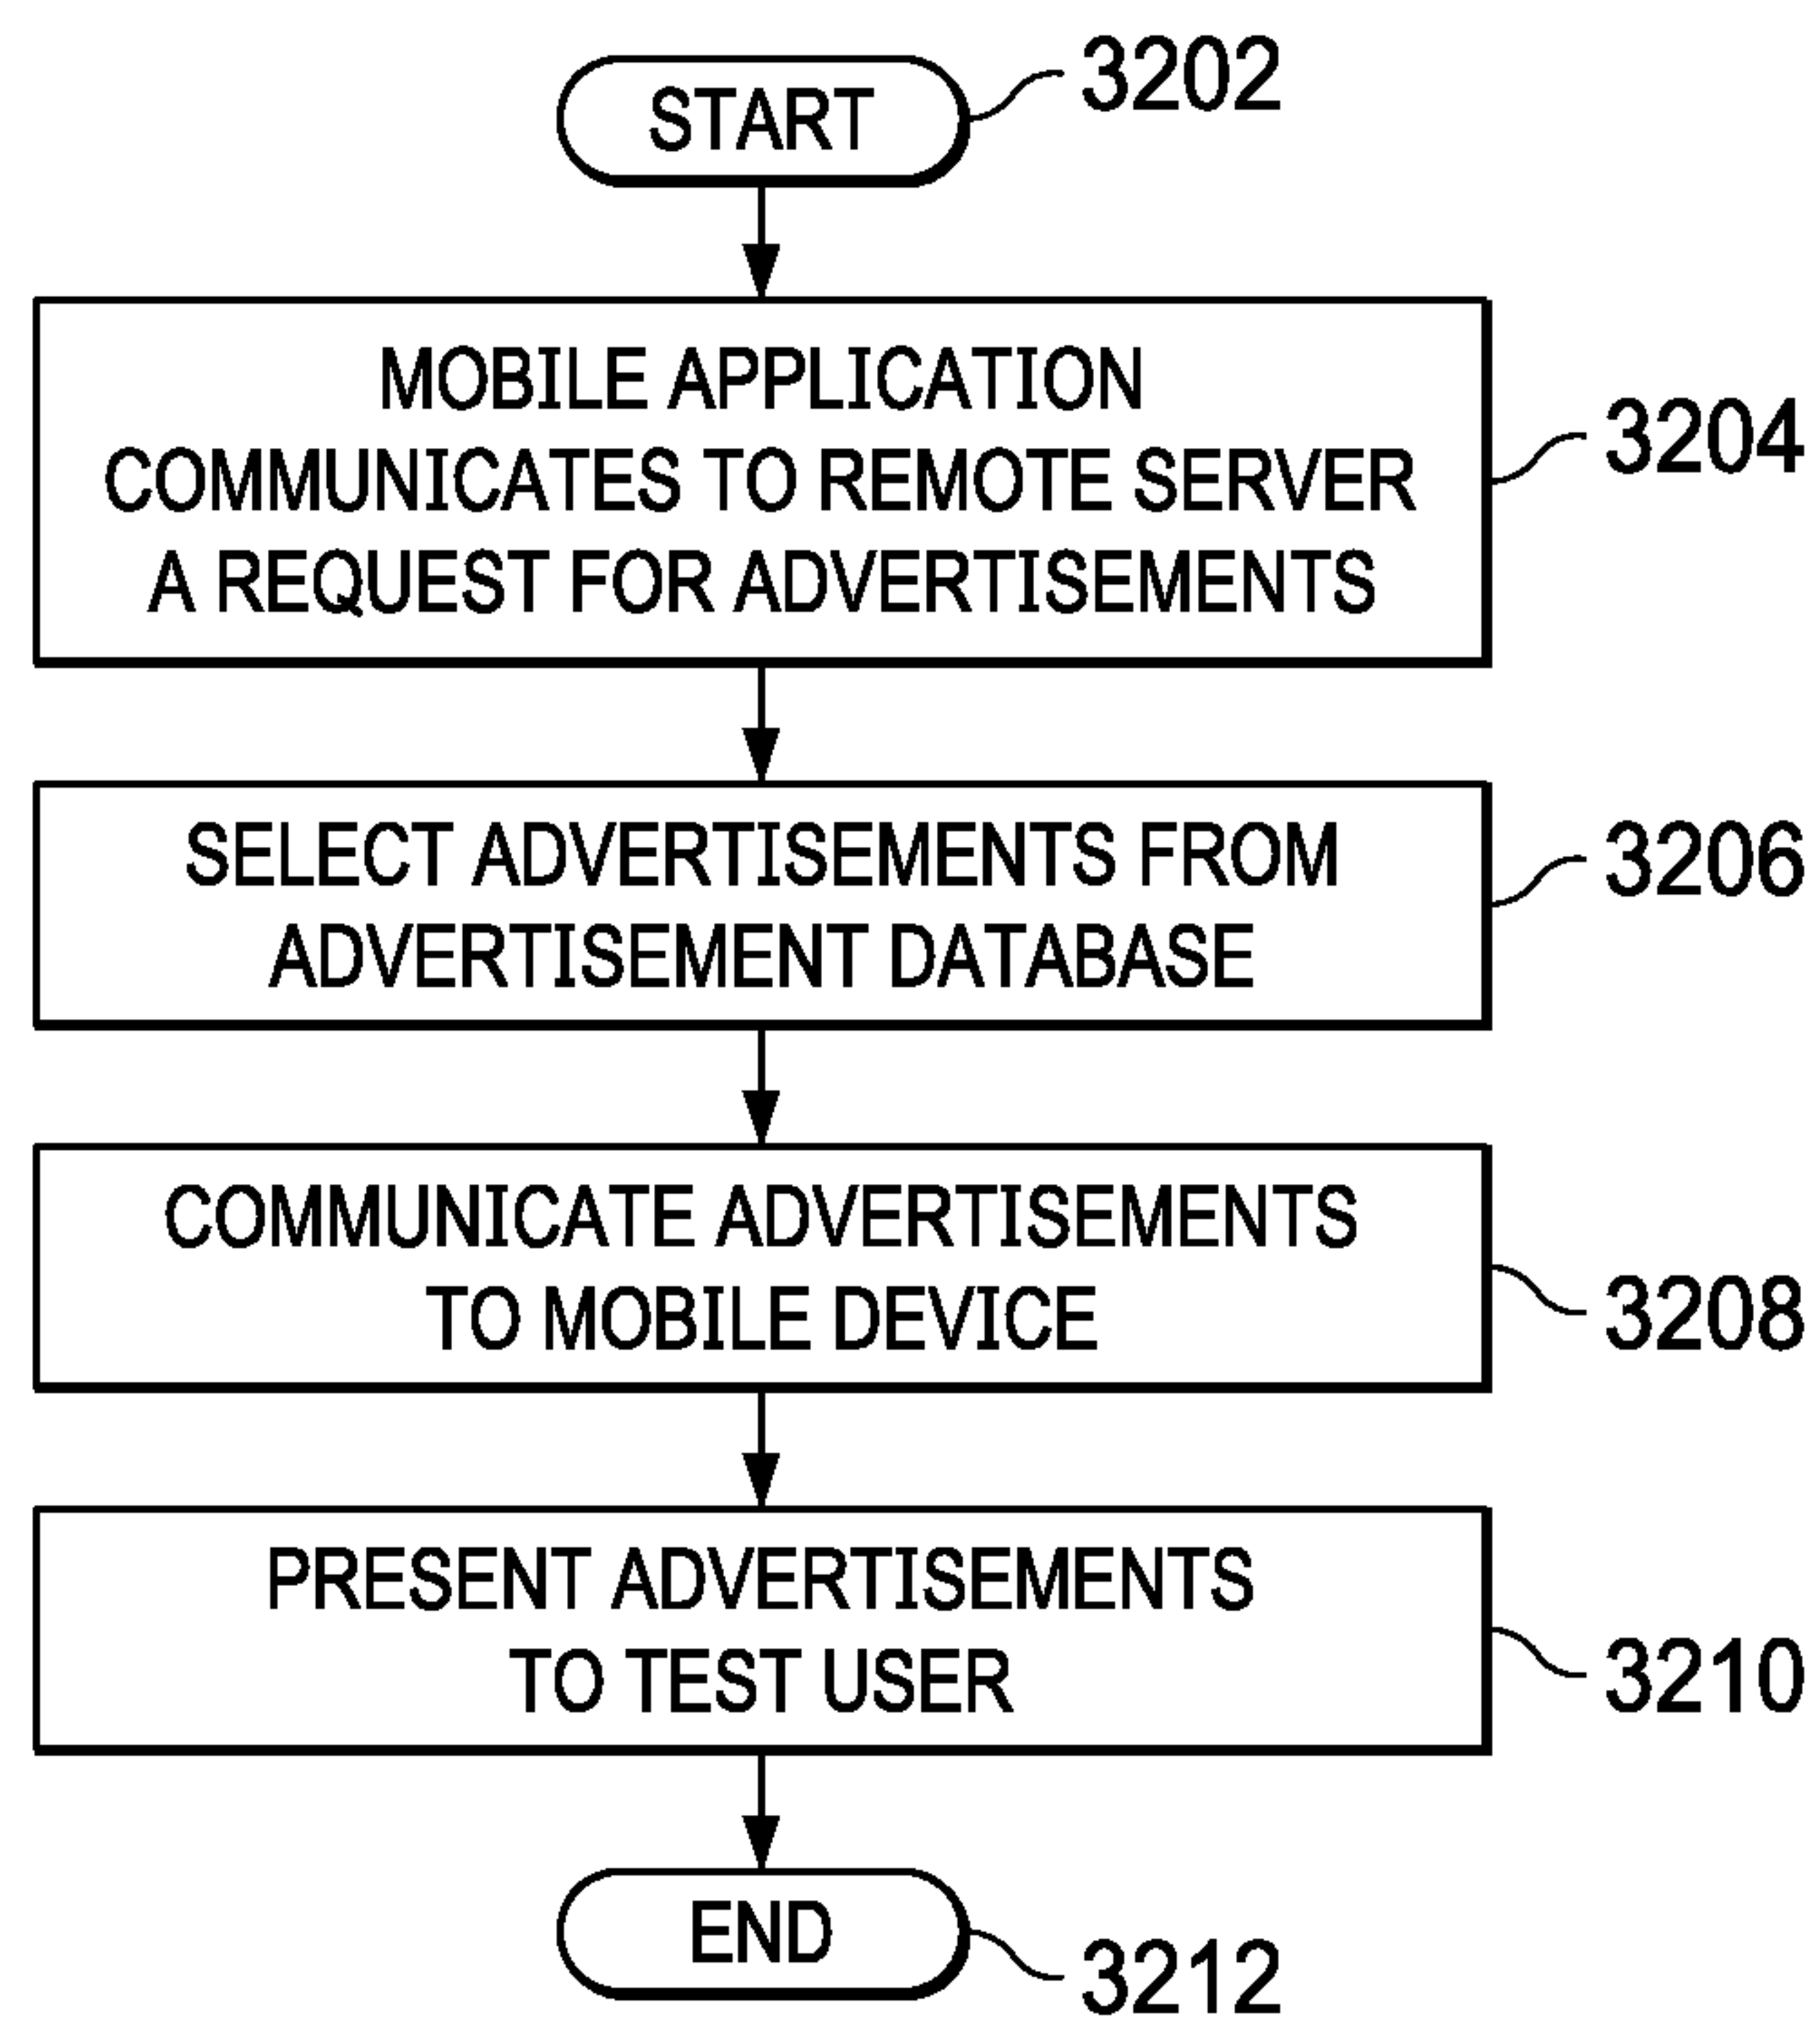 START
3202
MOBILE APPLICATION
COMMUNICATES TO REMOTE SERVER
A REQUEST FOR ADVERTISEMENTS
3204
SELECT ADVERTISEMENTS FROM
ADVERTISEMENT DATABASE
3206
COMMUNICATE ADVERTISEMENTS
TO MOBILE DEVICE
3208
PRESENT ADVERTISEMENTS
TO TEST USER
3210
END
3212